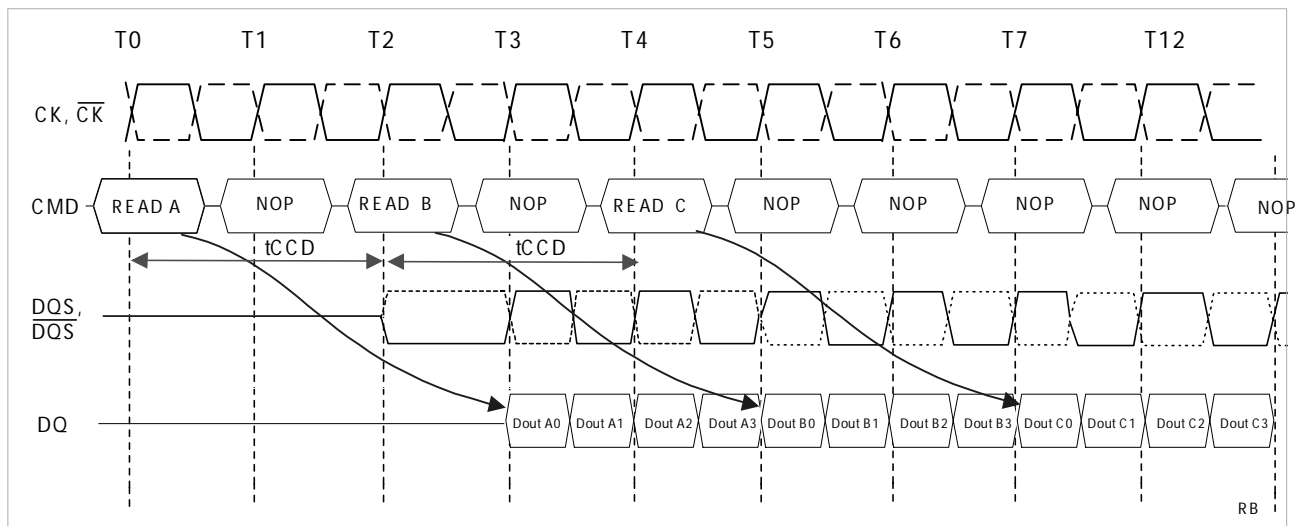 T0 T1 T2 T3 T4 T5 T6 T7 T12
CK, CK
CMD READ A NOP READ B NOP READ C NOP NOP NOP NOP NOP
tCCD tCCD
DQS,
DQS
DQ Dout A0 Dout A1 Dout A2 Dout A3 Dout B0 Dout B1 Dout B2 Dout B3 Dout C0 Dout C1 Dout C2 Dout C3
RB